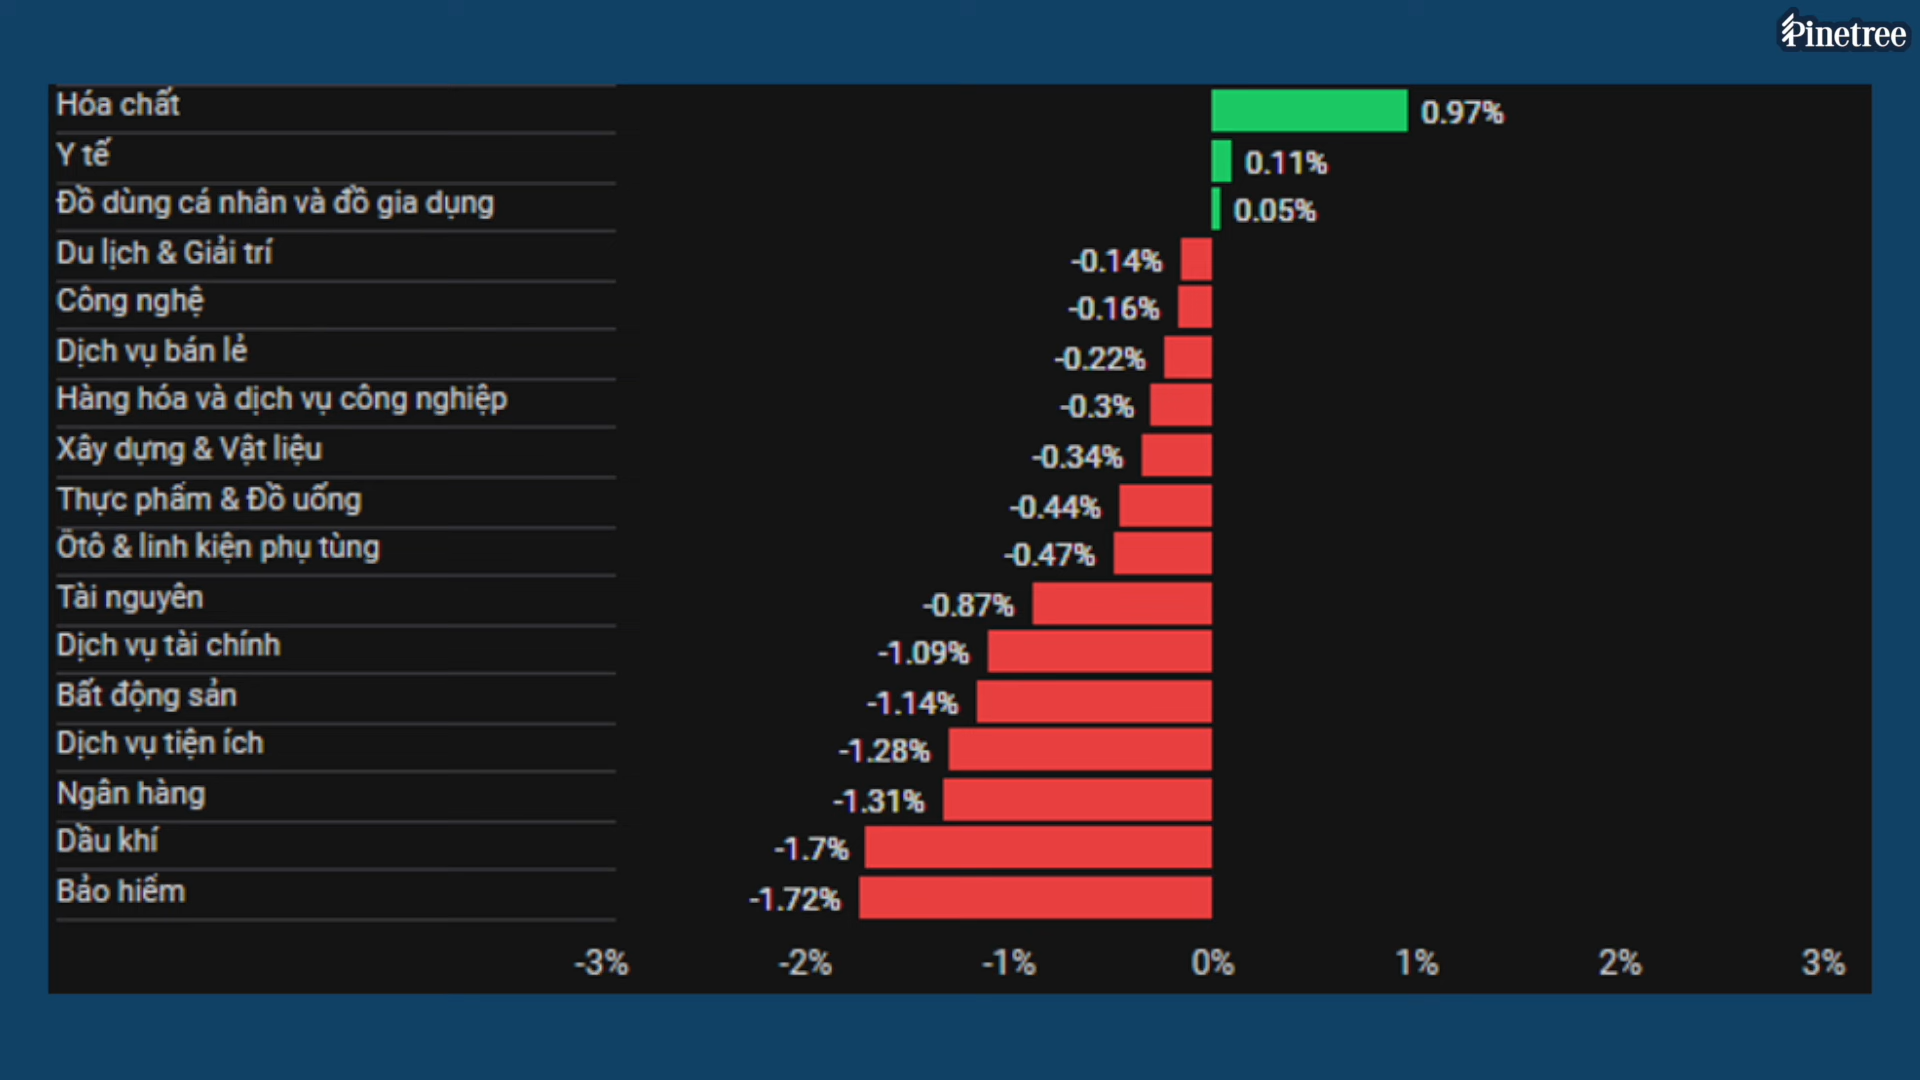 Pinetree
Hóa chất 0.97%
Y tế 0.11%
Đồ dùng cá nhân và đồ gia dụng 0.05%
Du lịch & Giải trí -0.14%
Công nghệ -0.16%
Dịch vụ bán lẻ -0.22%
Hàng hóa và dịch vụ công nghiệp -0.3%
Xây dựng & Vật liệu -0.34%
Thực phẩm & Đồ uống -0.44%
Ôtô & linh kiện phụ tùng -0.47%
Tài nguyên -0.87%
Dịch vụ tài chính -1.09%
Bất động sản -1.14%
Dịch vụ tiện ích -1.28%
Ngân hàng -1.31%
Dầu khí -1.7%
Bảo hiểm -1.72%
-3% -2% -1% 0% 1% 2% 3%